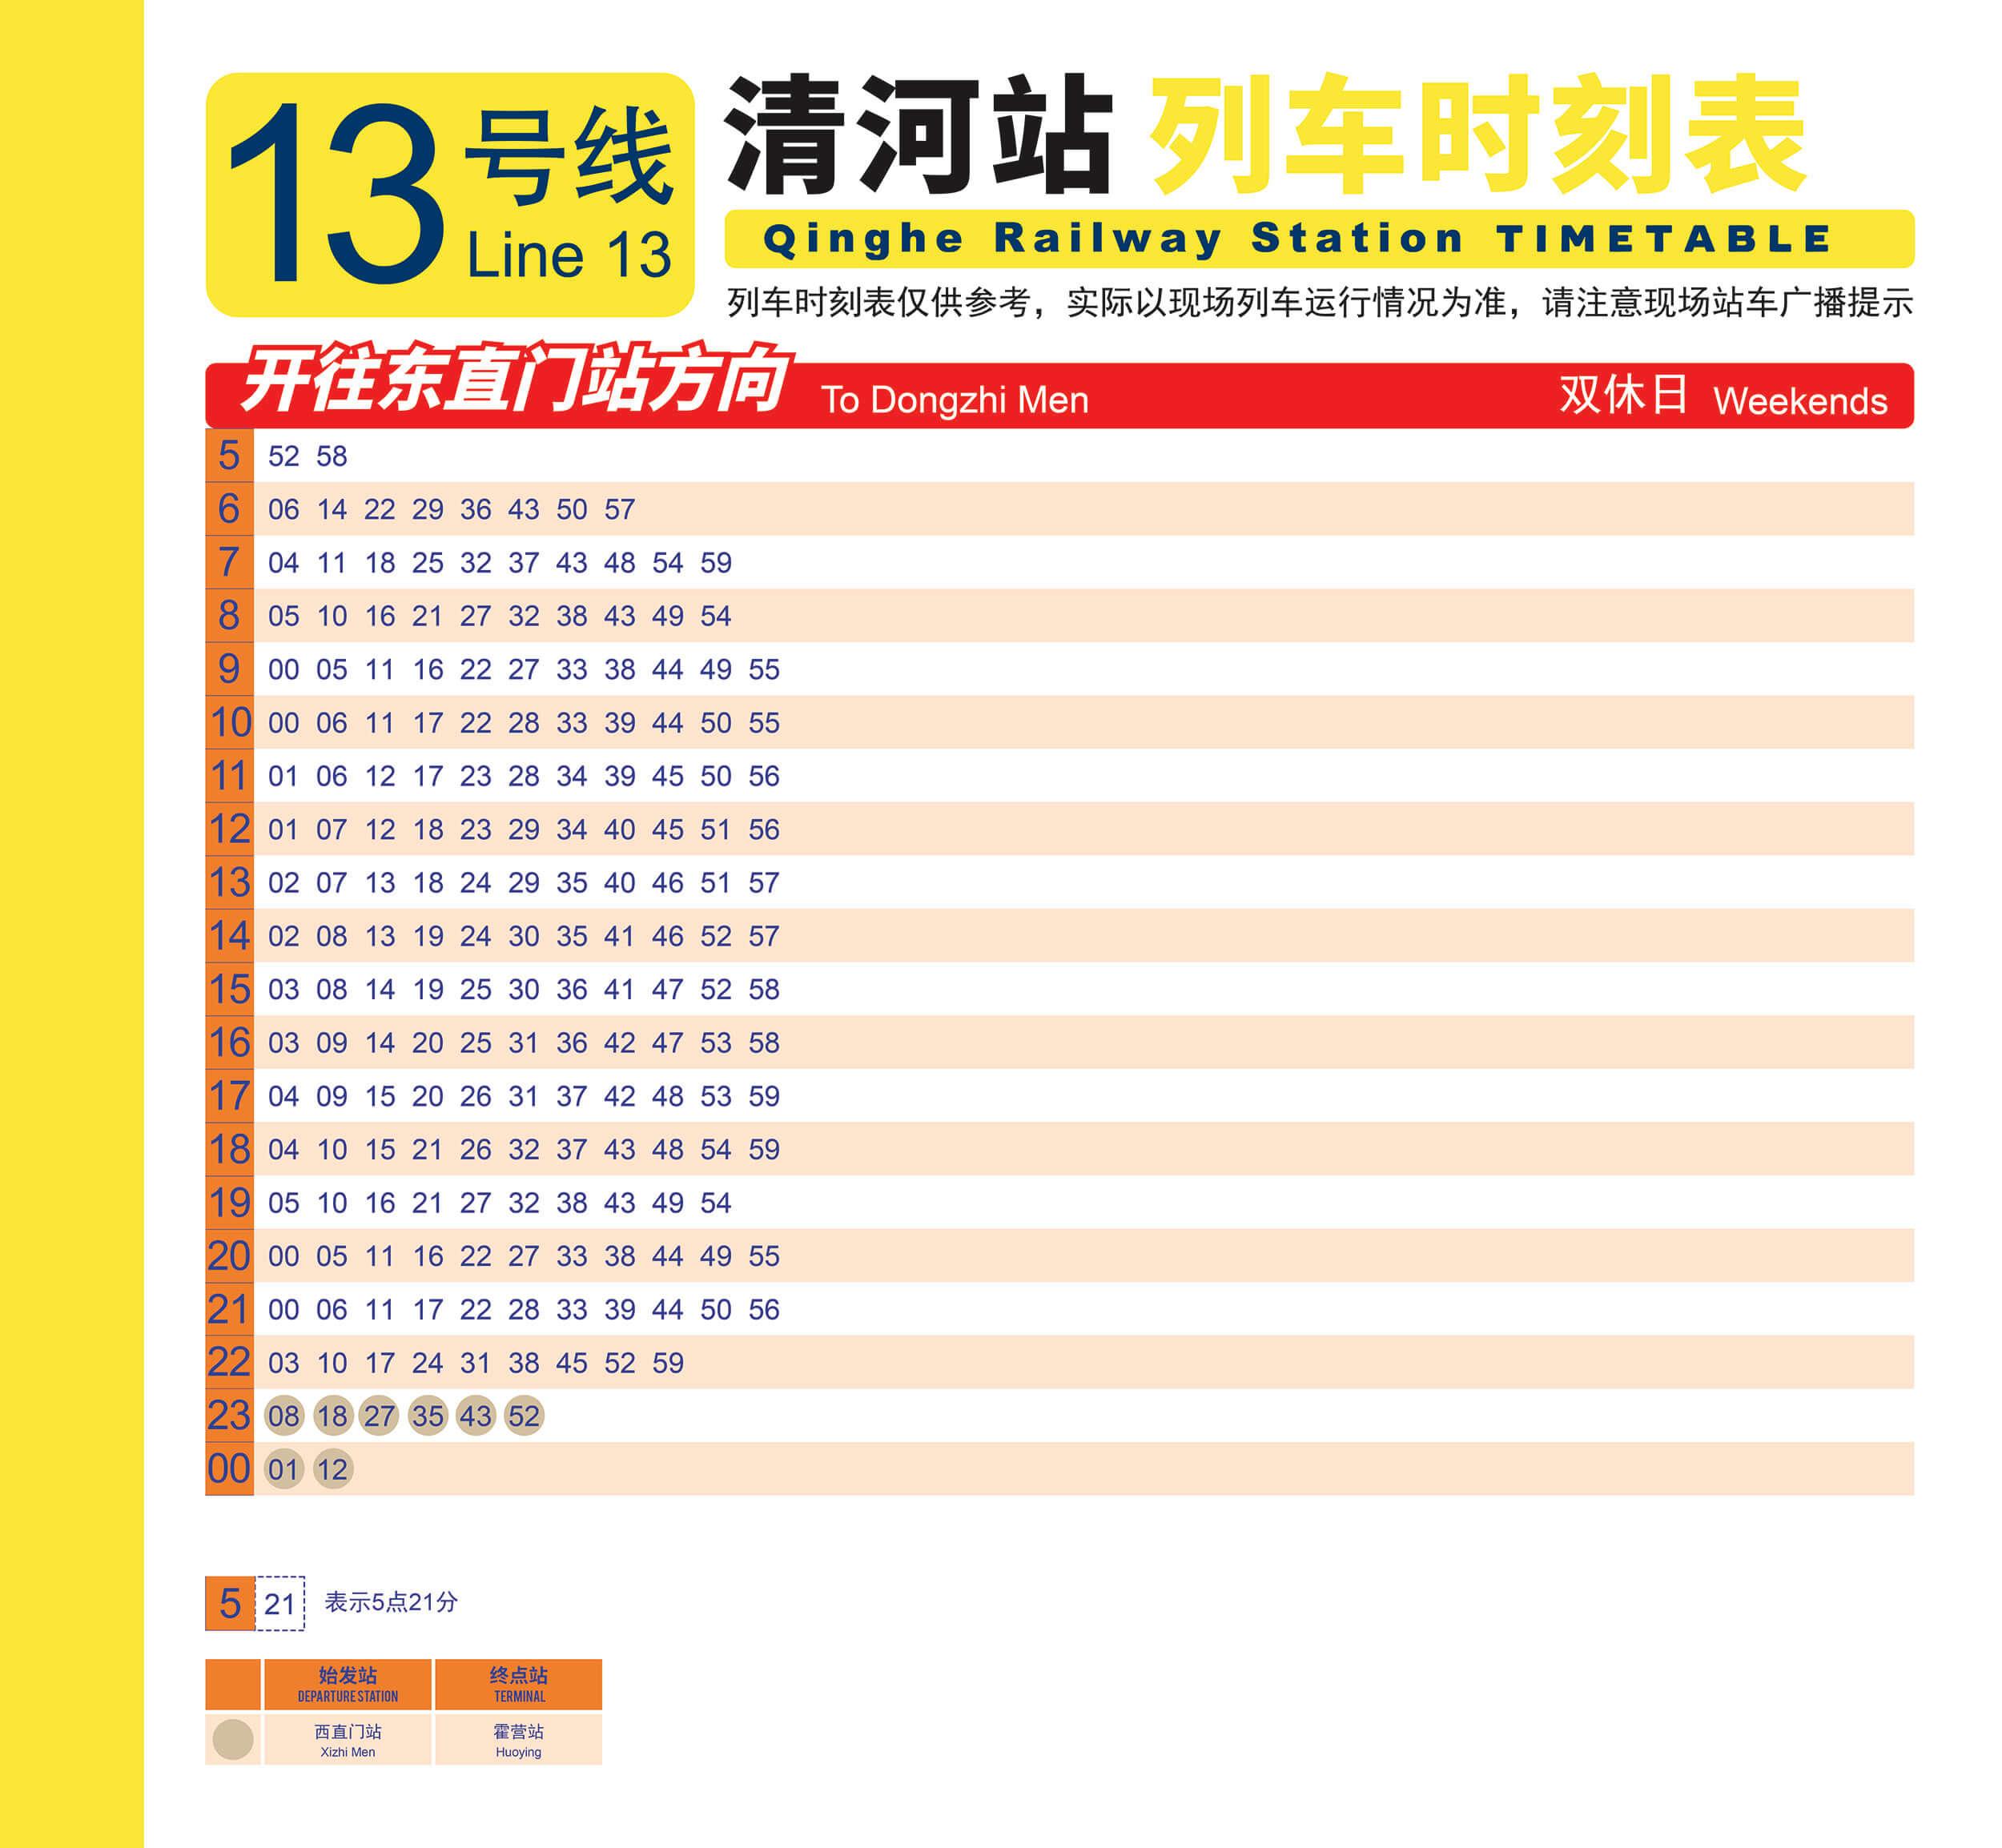 13号线
Line 13
清河站 列车时刻表
Qinghe Railway Station TIMETABLE
列车时刻表仅供参考，实际以现场列车运行情况为准，请注意现场站车广播提示
开往东直门站方向 To Dongzhi Men 双休日 Weekends
5 52 58
6 06 14 22 29 36 43 50 57
7 04 11 18 25 32 37 43 48 54 59
8 05 10 16 21 27 32 38 43 49 54
9 00 05 11 16 22 27 33 38 44 49 55
10 00 06 11 17 22 28 33 39 44 50 55
11 01 06 12 17 23 28 34 39 45 50 56
12 01 07 12 18 23 29 34 40 45 51 56
13 02 07 13 18 24 29 35 40 46 51 57
14 02 08 13 19 24 30 35 41 46 52 57
15 03 08 14 19 25 30 36 41 47 52 58
16 03 09 14 20 25 31 36 42 47 53 58
17 04 09 15 20 26 31 37 42 48 53 59
18 04 10 15 21 26 32 37 43 48 54 59
19 05 10 16 21 27 32 38 43 49 54
20 00 05 11 16 22 27 33 38 44 49 55
21 00 06 11 17 22 28 33 39 44 50 56
22 03 10 17 24 31 38 45 52 59
23 08 18 27 35 43 52
00 01 12
5 21 表示5点21分
始发站 终点站
DEPARTURE STATION TERMINAL
西直门站 霍营站
Xizhi Men Huoying